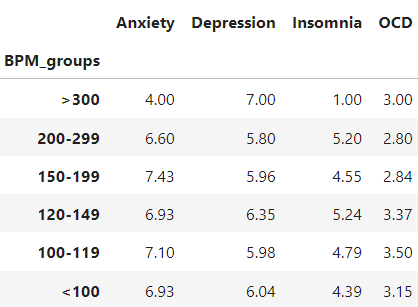 Anxiety Depression Insomnia OCD
BPM_groups
>300 4.00 7.00 1.00 3.00
200-299 6.60 5.80 5.20 2.80
150-199 7.43 5.96 4.55 2.84
120-149 6.93 6.35 5.24 3.37
100-119 7.10 5.98 4.79 3.50
<100 6.93 6.04 4.39 3.15